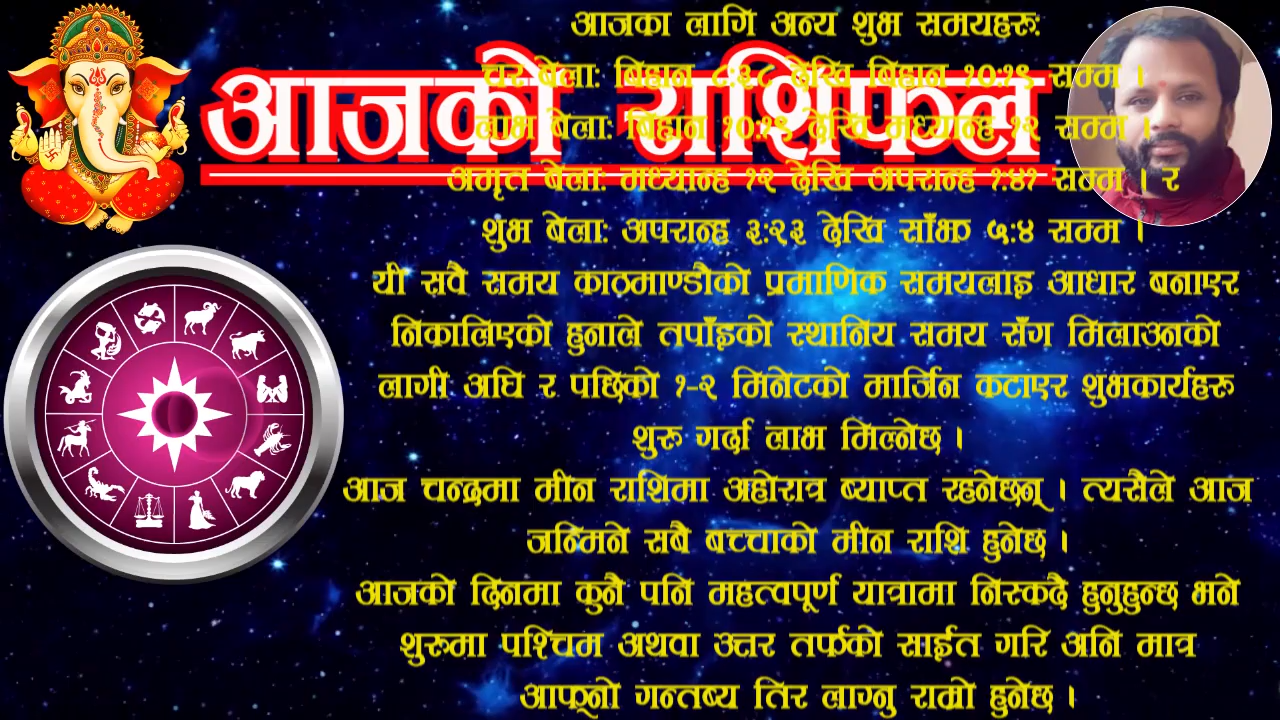 आजका लागि अन्य शुभ समयहरु:
आजको राशिफल
चर बेला: बिहान ८:३८ देखि बिहान १०:१९ सम्म ।
लाभ बेला: बिहान १०:१९ देखि मध्यान्ह १२ सम्म ।
अमृत बेला: मध्यान्ह १२ देखि अपरान्ह १:४१ सम्म । र
शुभ बेला: अपरान्ह ३:२३ देखि साँझ ५:४ सम्म ।
यी सवै समय काठमाण्डौको प्रमाणिक समयलाइ आधार बनाएर
निकालिएको हुनाले तपाँइको स्थानिय समय सँग मिलाउनको
लागी अघि र पछिको १-२ मिनेटको मार्जिन कटाएर शुभकार्यहरु
शुरु गर्दा लाभ मिल्नेछ ।
आज चन्द्रमा मीन राशिमा अहोरात्र ब्याप्त रहनेछन् । त्यसैले आज
जन्मिने सबै बच्चाको मीन राशि हुनेछ ।
आजको दिनमा कुनै पनि महत्वपूर्ण यात्रामा निस्कदै हुनुहुन्छ भने
शुरुमा पश्चिम अथवा उत्तर तर्फको साईत गरि अनि मात्र
आफ्नो गन्तब्य तिर लाग्नु राम्रो हुनेछ ।